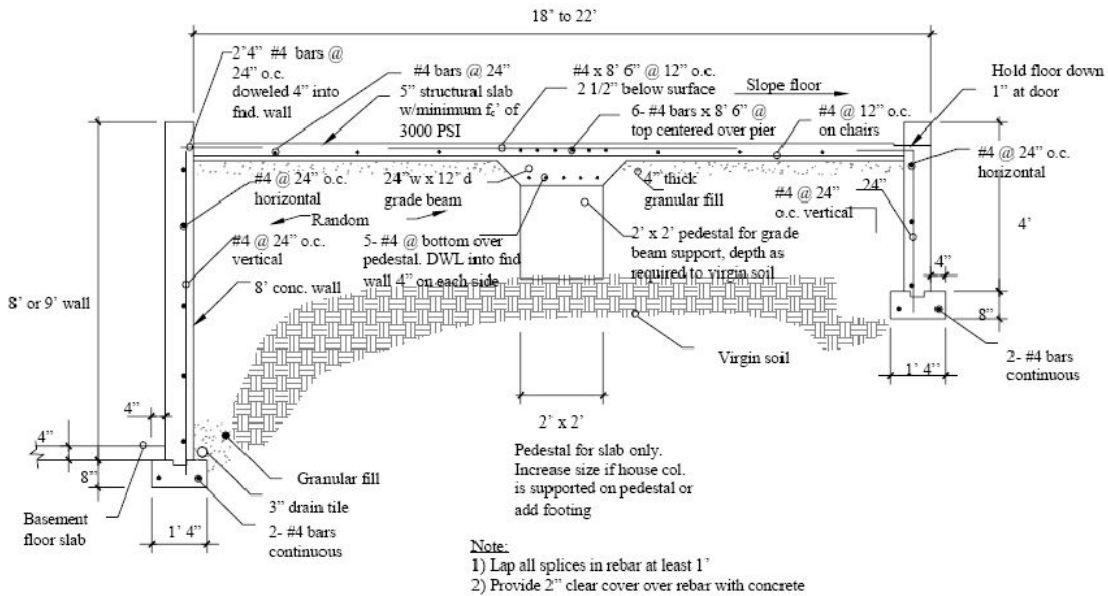 18' to 22'
2'4" #4 bars @
24" o.c.
doweled 4" into
fnd. wall
#4 bars @ 24"
5" structural slab
w/minimum fc' of
3000 PSI
#4 x 8' 6" @ 12" o.c.
2 1/2" below surface
6- #4 bars x 8' 6" @
top centered over pier
Slope floor
#4 @ 12" o.c.
on chairs
Hold floor down
1" at door
#4 @ 24" o.c.
horizontal
#4 @ 24" o.c.
horizontal
Random
24"w x 12" d
grade beam
4" thick
granular fill
#4 @ 24"
o.c. vertical
24"
4'
#4 @ 24" o.c.
vertical
5- #4 @ bottom over
pedestal. DWL into fnd
wall 4" on each side
2' x 2' pedestal for grade
beam support, depth as
required to virgin soil
8' or 9' wall
8' conc. wall
4"
8"
Virgin soil
1' 4"
2- #4 bars
continuous
4"
4"
8"
2' x 2'
Pedestal for slab only.
Increase size if house col.
is supported on pedestal or
add footing
Granular fill
3" drain tile
Basement
floor slab
1' 4"
2- #4 bars
continuous
Note:
1) Lap all splices in rebar at least 1'
2) Provide 2" clear cover over rebar with concrete